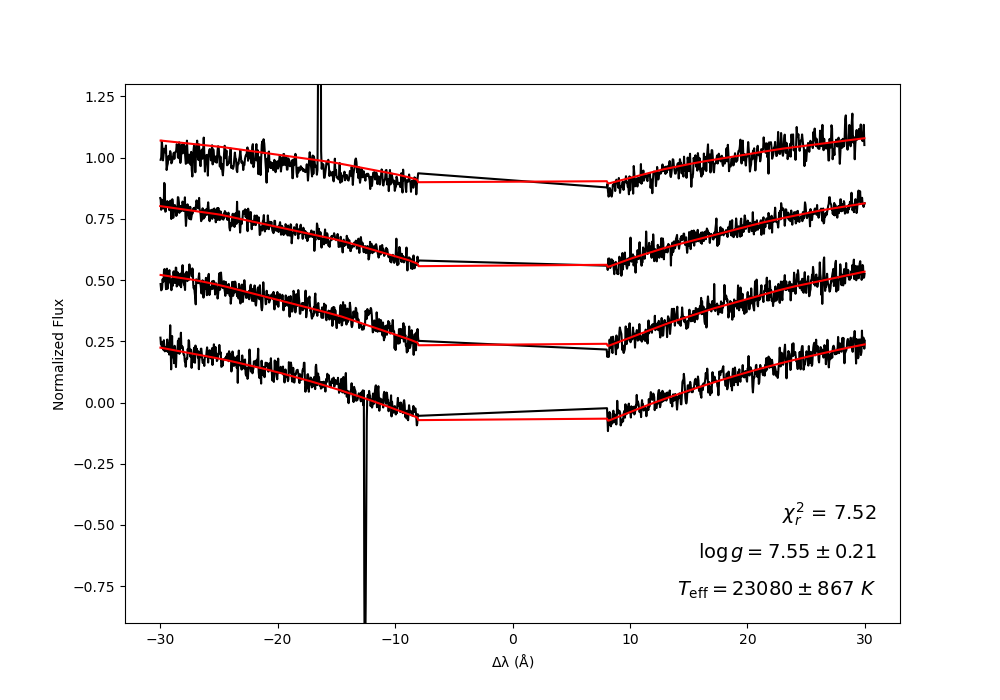 1.25
1.00
0.75
0.50
0.25
0.00
−0.25
−0.50
−0.75
Normalized Flux
χ²ᵣ = 7.52
log g = 7.55 ± 0.21
T_eff = 23080 ± 867 K
−30 −20 −10 0 10 20 30
Δλ (Å)